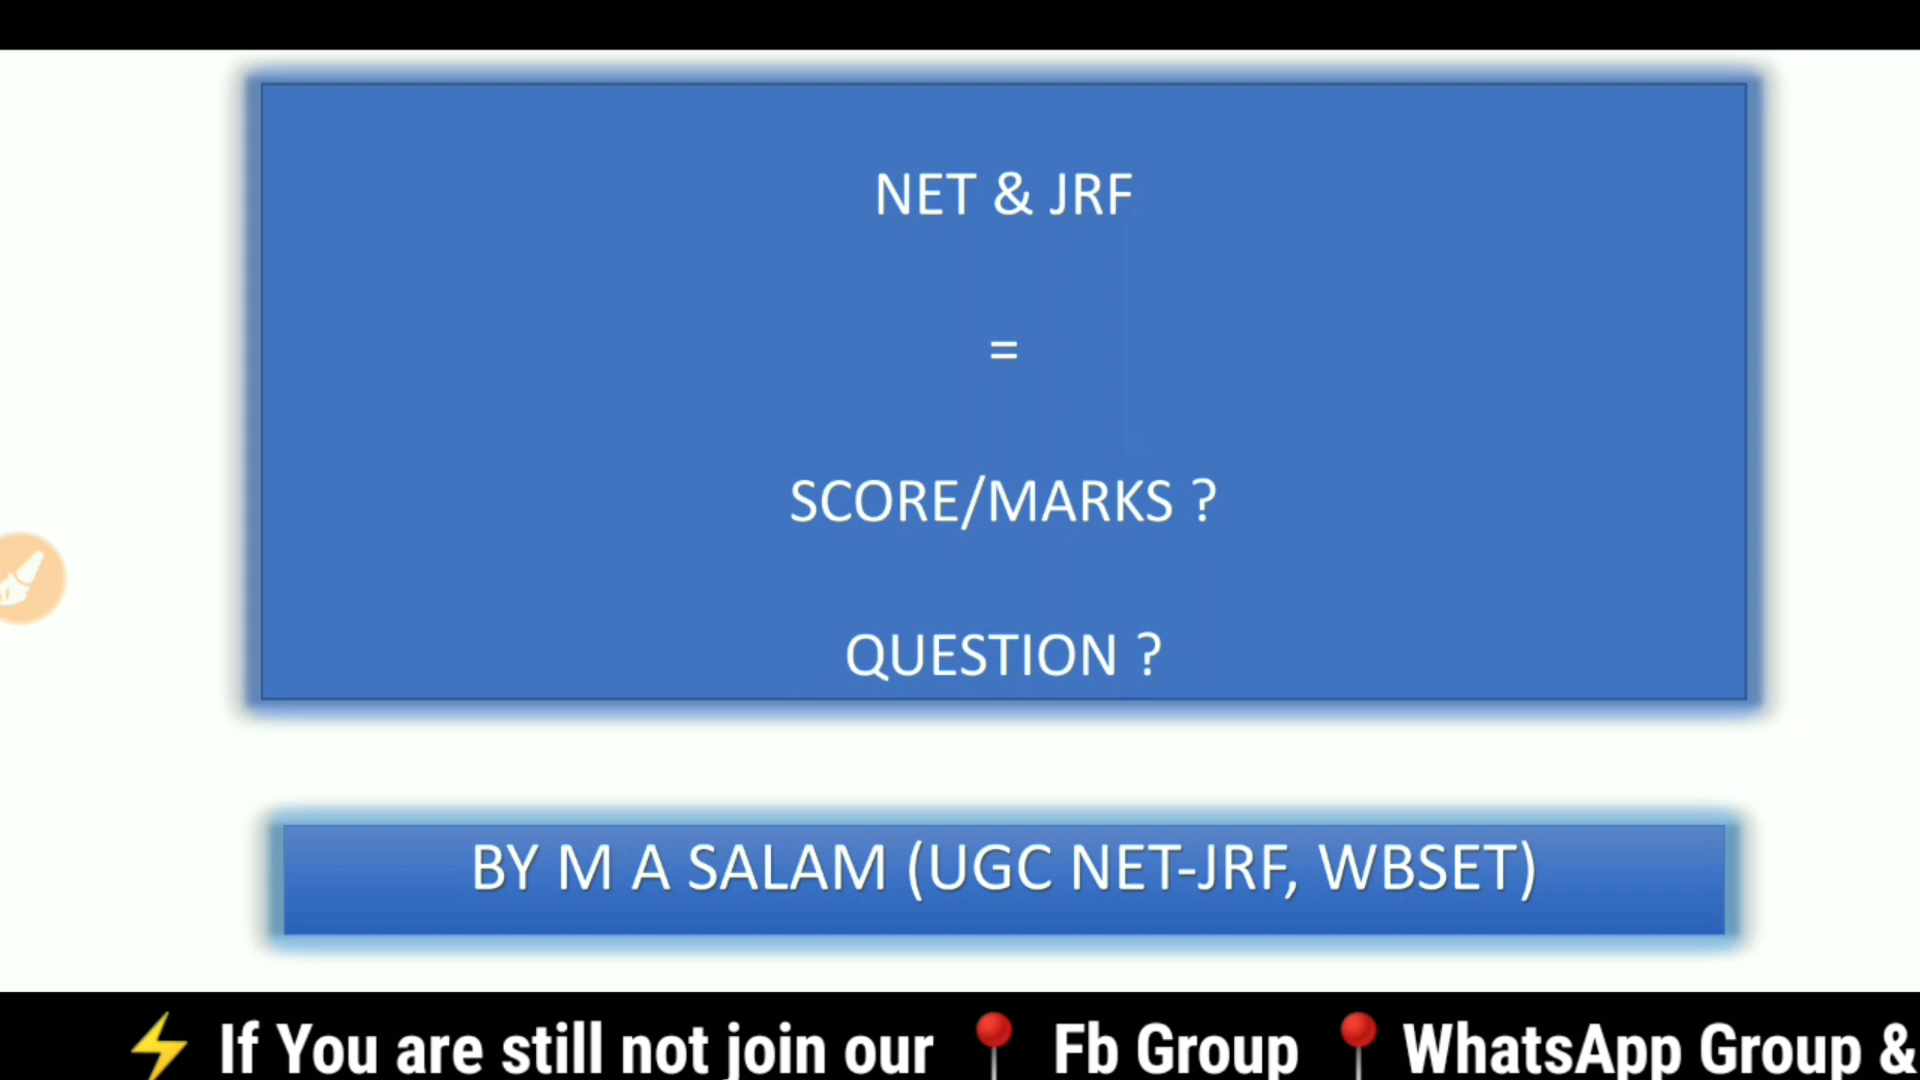 NET & JRF
=
SCORE/MARKS ?
QUESTION ?
BY M A SALAM (UGC NET-JRF, WBSET)
⚡ If You are still not join our 📍 Fb Group 📍 WhatsApp Group &